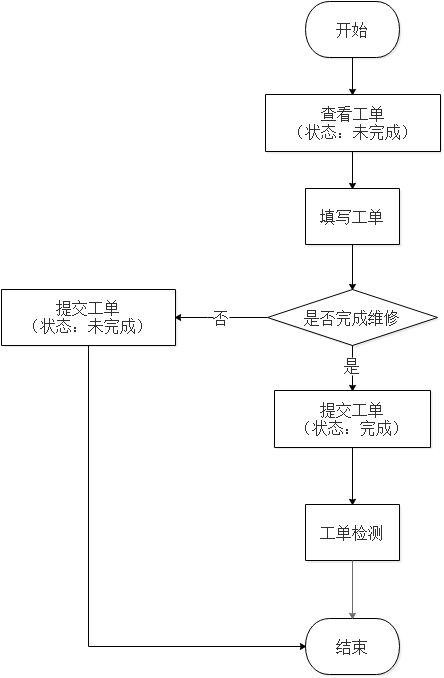 开始
查看工单
（状态：未完成）
填写工单
是否完成维修
否
提交工单
（状态：未完成）
是
提交工单
（状态：完成）
工单检测
结束